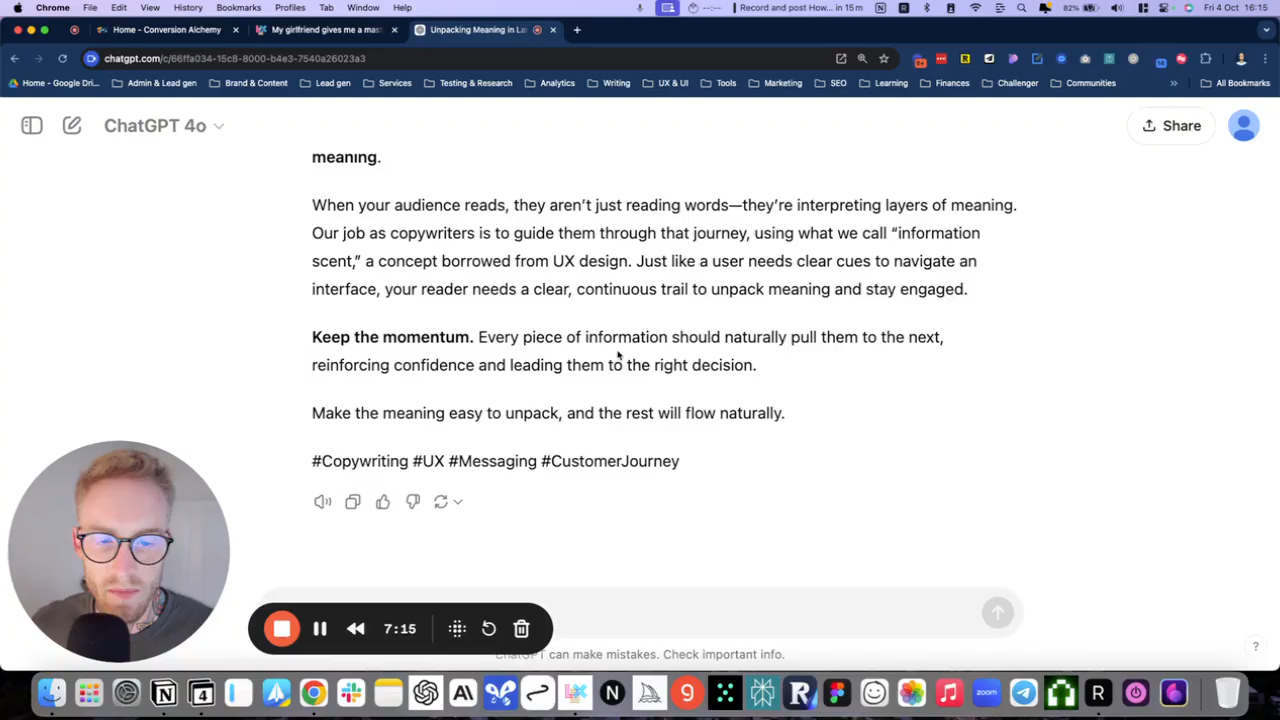 Chrome File Edit View History Bookmarks Profiles Tab Window Help
Record and post How... in 15 m
82%
Fri 4 Oct 16:15
Home - Conversion Alchemy
My girlfriend gives me a mas
Unpacking Meaning in La
chatgpt.com/c/66ffa034-15c8-8000-b4e3-7540a26023a3
Home - Google Dri...
Admin & Lead gen
Brand & Content
Lead gen
Services
Testing & Research
Analytics
Writing
UX & UI
Tools
Marketing
SEO
Learning
Finances
Challenger
Communities
»
All Bookmarks
ChatGPT 4o
Share
meaning.
When your audience reads, they aren’t just reading words—they’re interpreting layers of meaning.
Our job as copywriters is to guide them through that journey, using what we call “information
scent,” a concept borrowed from UX design. Just like a user needs clear cues to navigate an
interface, your reader needs a clear, continuous trail to unpack meaning and stay engaged.
Keep the momentum. Every piece of information should naturally pull them to the next,
reinforcing confidence and leading them to the right decision.
Make the meaning easy to unpack, and the rest will flow naturally.
#Copywriting #UX #Messaging #CustomerJourney
7:15
ChatGPT can make mistakes. Check important info.
?